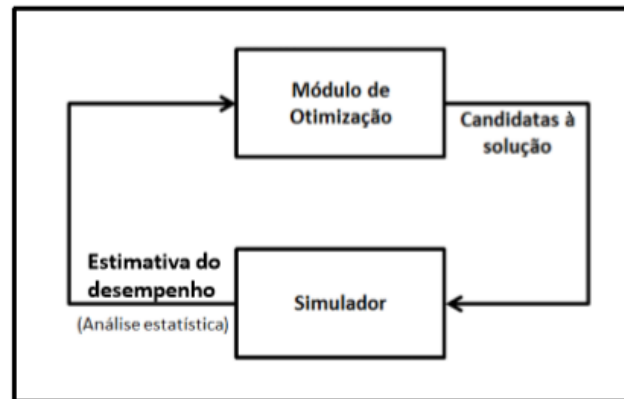 Módulo de
Otimização
Candidatas à
solução
Estimativa do
desempenho
(Análise estatística)
Simulador